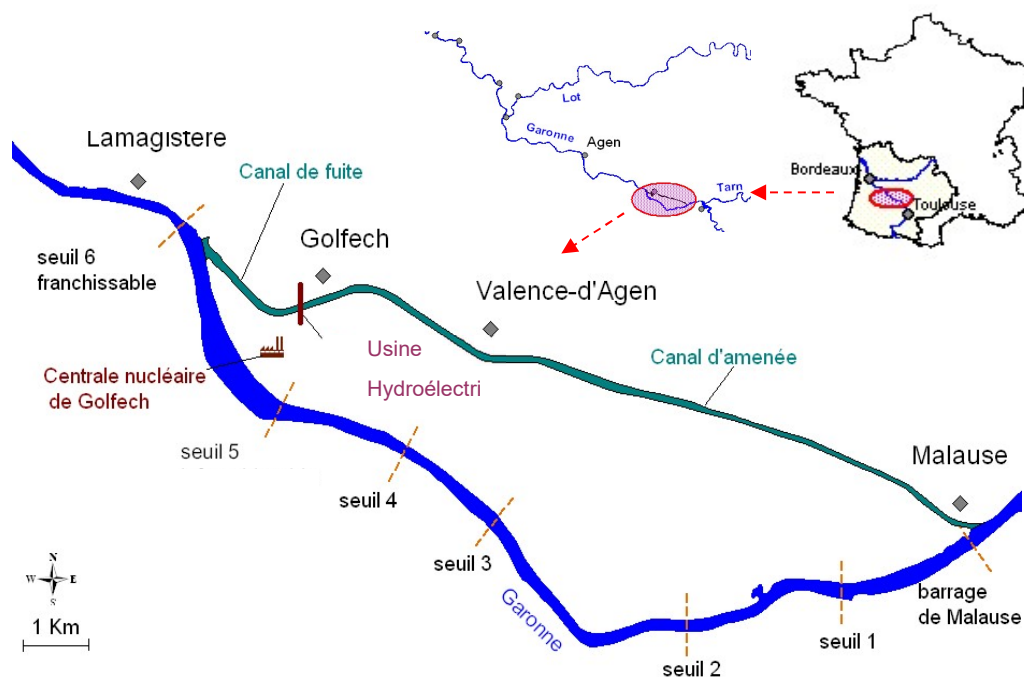 Lot
Garonne
Agen
Tarn
Bordeaux
Toulouse
Lamagistere
Canal de fuite
Golfech
seuil 6
franchissable
Valence-d'Agen
Usine
Hydroélectri
Centrale nucléaire
de Golfech
Canal d'amenée
seuil 5
Malause
seuil 4
seuil 3
Garonne
barrage
de Malause
seuil 1
seuil 2
N
W
E
S
1 Km